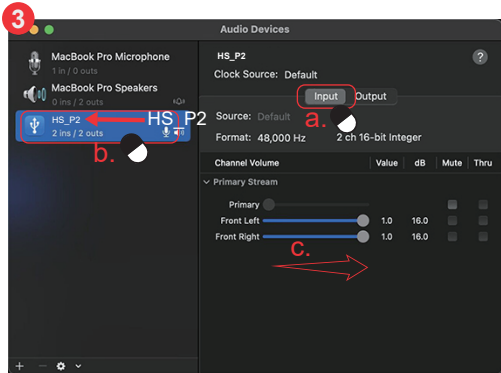 3
Audio Devices
MacBook Pro Microphone
1 in / 0 outs
MacBook Pro Speakers
0 ins / 2 outs
HS_P2
2 ins / 2 outs
HS_P2
b.
HS_P2
?
Clock Source: Default
Input
Output
a.
Source: Default
Format: 48,000 Hz
2 ch 16-bit Integer
Channel Volume
Value
dB
Mute
Thru
Primary Stream
Primary
Front Left
1.0
16.0
Front Right
1.0
16.0
c.